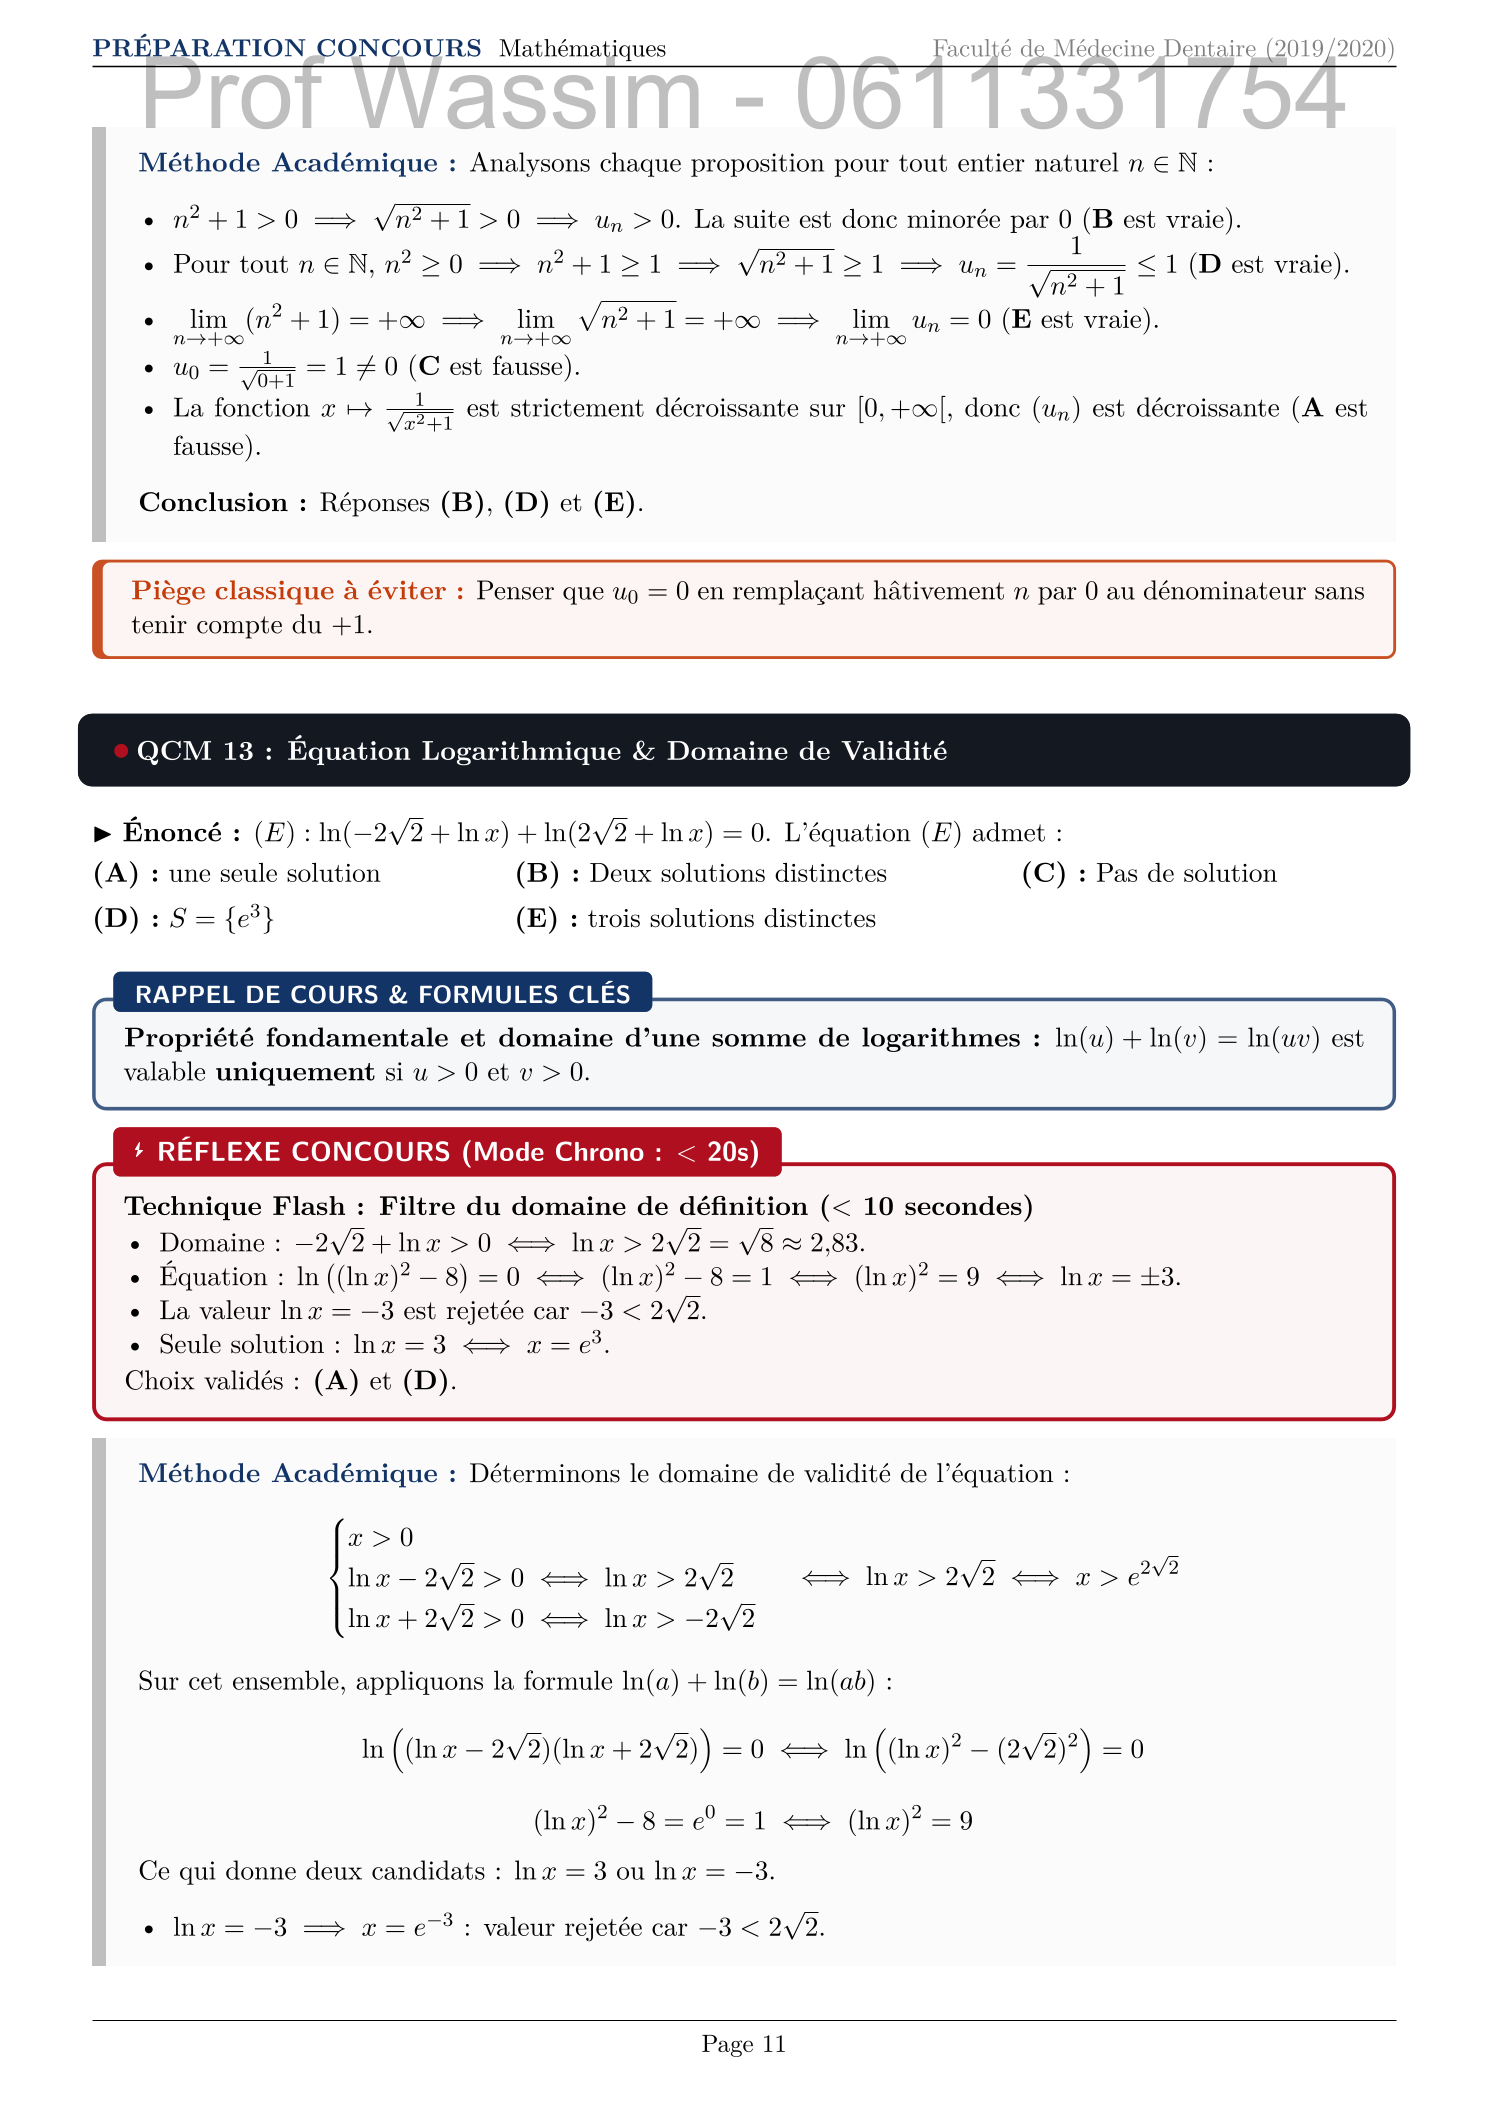 PRÉPARATION CONCOURS Mathématiques Faculté de Médecine Dentaire (2019/2020)
Prof Wassim - 0611331754
Méthode Académique : Analysons chaque proposition pour tout entier naturel n ∈ ℕ :
• n² + 1 > 0 ⟹ √(n² + 1) > 0 ⟹ uₙ > 0. La suite est donc minorée par 0 (B est vraie).
• Pour tout n ∈ ℕ, n² ≥ 0 ⟹ n² + 1 ≥ 1 ⟹ √(n² + 1) ≥ 1 ⟹ uₙ = 1/√(n² + 1) ≤ 1 (D est vraie).
• lim n→+∞ (n² + 1) = +∞ ⟹ lim n→+∞ √(n² + 1) = +∞ ⟹ lim n→+∞ uₙ = 0 (E est vraie).
• u₀ = 1/√(0+1) = 1 ≠ 0 (C est fausse).
• La fonction x ↦ 1/√(x²+1) est strictement décroissante sur [0, +∞[, donc (uₙ) est décroissante (A est
fausse).
Conclusion : Réponses (B), (D) et (E).
Piège classique à éviter : Penser que u₀ = 0 en remplaçant hâtivement n par 0 au dénominateur sans
tenir compte du +1.
• QCM 13 : Équation Logarithmique & Domaine de Validité
▶ Énoncé : (E) : ln(−2√2 + ln x) + ln(2√2 + ln x) = 0. L'équation (E) admet :
(A) : une seule solution (B) : Deux solutions distinctes (C) : Pas de solution
(D) : S = {e³} (E) : trois solutions distinctes
RAPPEL DE COURS & FORMULES CLÉS
Propriété fondamentale et domaine d'une somme de logarithmes : ln(u) + ln(v) = ln(uv) est
valable uniquement si u > 0 et v > 0.
RÉFLEXE CONCOURS (Mode Chrono : < 20s)
Technique Flash : Filtre du domaine de définition (< 10 secondes)
• Domaine : −2√2 + ln x > 0 ⟺ ln x > 2√2 = √8 ≈ 2,83.
• Équation : ln ((ln x)² − 8) = 0 ⟺ (ln x)² − 8 = 1 ⟺ (ln x)² = 9 ⟺ ln x = ±3.
• La valeur ln x = −3 est rejetée car −3 < 2√2.
• Seule solution : ln x = 3 ⟺ x = e³.
Choix validés : (A) et (D).
Méthode Académique : Déterminons le domaine de validité de l'équation :
x > 0
ln x − 2√2 > 0 ⟺ ln x > 2√2 ⟺ ln x > 2√2 ⟺ x > e^(2√2)
ln x + 2√2 > 0 ⟺ ln x > −2√2
Sur cet ensemble, appliquons la formule ln(a) + ln(b) = ln(ab) :
ln ((ln x − 2√2)(ln x + 2√2)) = 0 ⟺ ln ((ln x)² − (2√2)²) = 0
(ln x)² − 8 = e⁰ = 1 ⟺ (ln x)² = 9
Ce qui donne deux candidats : ln x = 3 ou ln x = −3.
• ln x = −3 ⟹ x = e⁻³ : valeur rejetée car −3 < 2√2.
Page 11